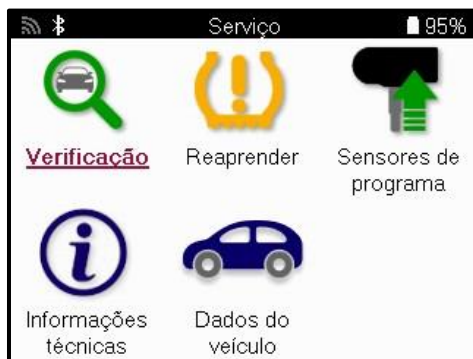 Serviço
95%
Verificação
Reaprender
Sensores de
programa
Informações
técnicas
Dados do
veículo